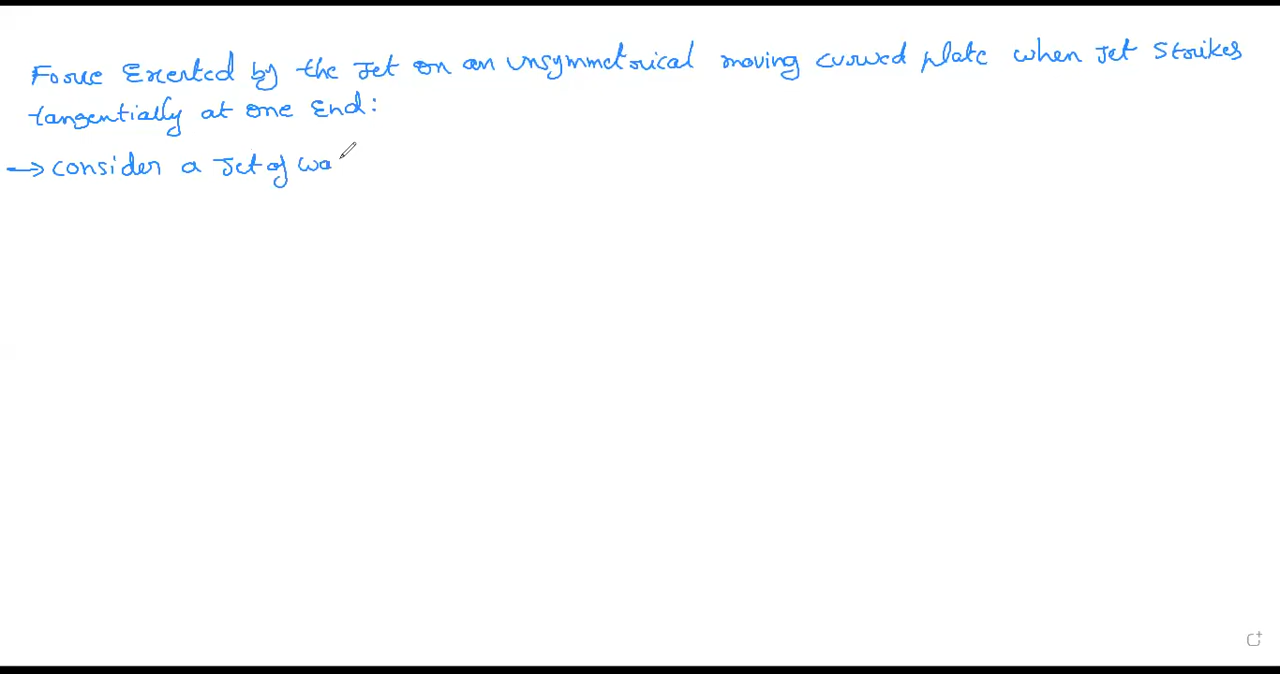 Force Exerted by the Jet on an unsymmetrical moving curved plate when Jet Strikes
tangentially at one End:
→ consider a Jet of wa